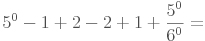 5^0 - 1 + 2 - 2 + 1 + \frac{5^0}{6^0} =